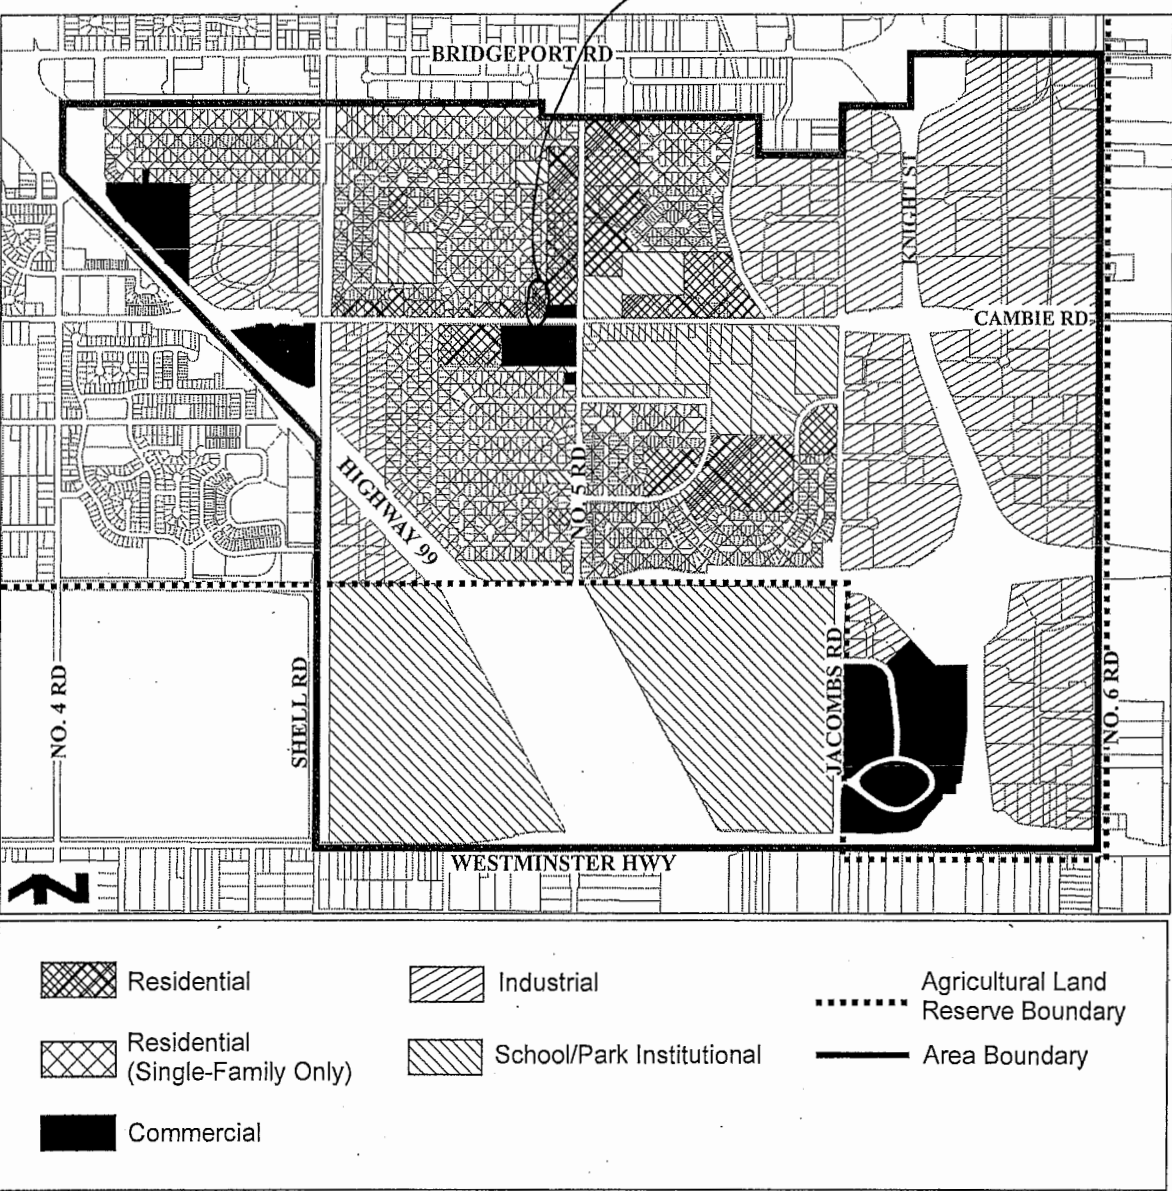 BRIDGEPORT RD
KNIGHT ST
CAMBIE RD
HIGHWAY 99
NO. 5 RD
NO. 4 RD
SHELL RD
JACOMBS RD
NO. 6 RD
WESTMINSTER HWY
N
Residential
Industrial
Agricultural Land
Reserve Boundary
Residential
(Single-Family Only)
School/Park Institutional
Area Boundary
Commercial